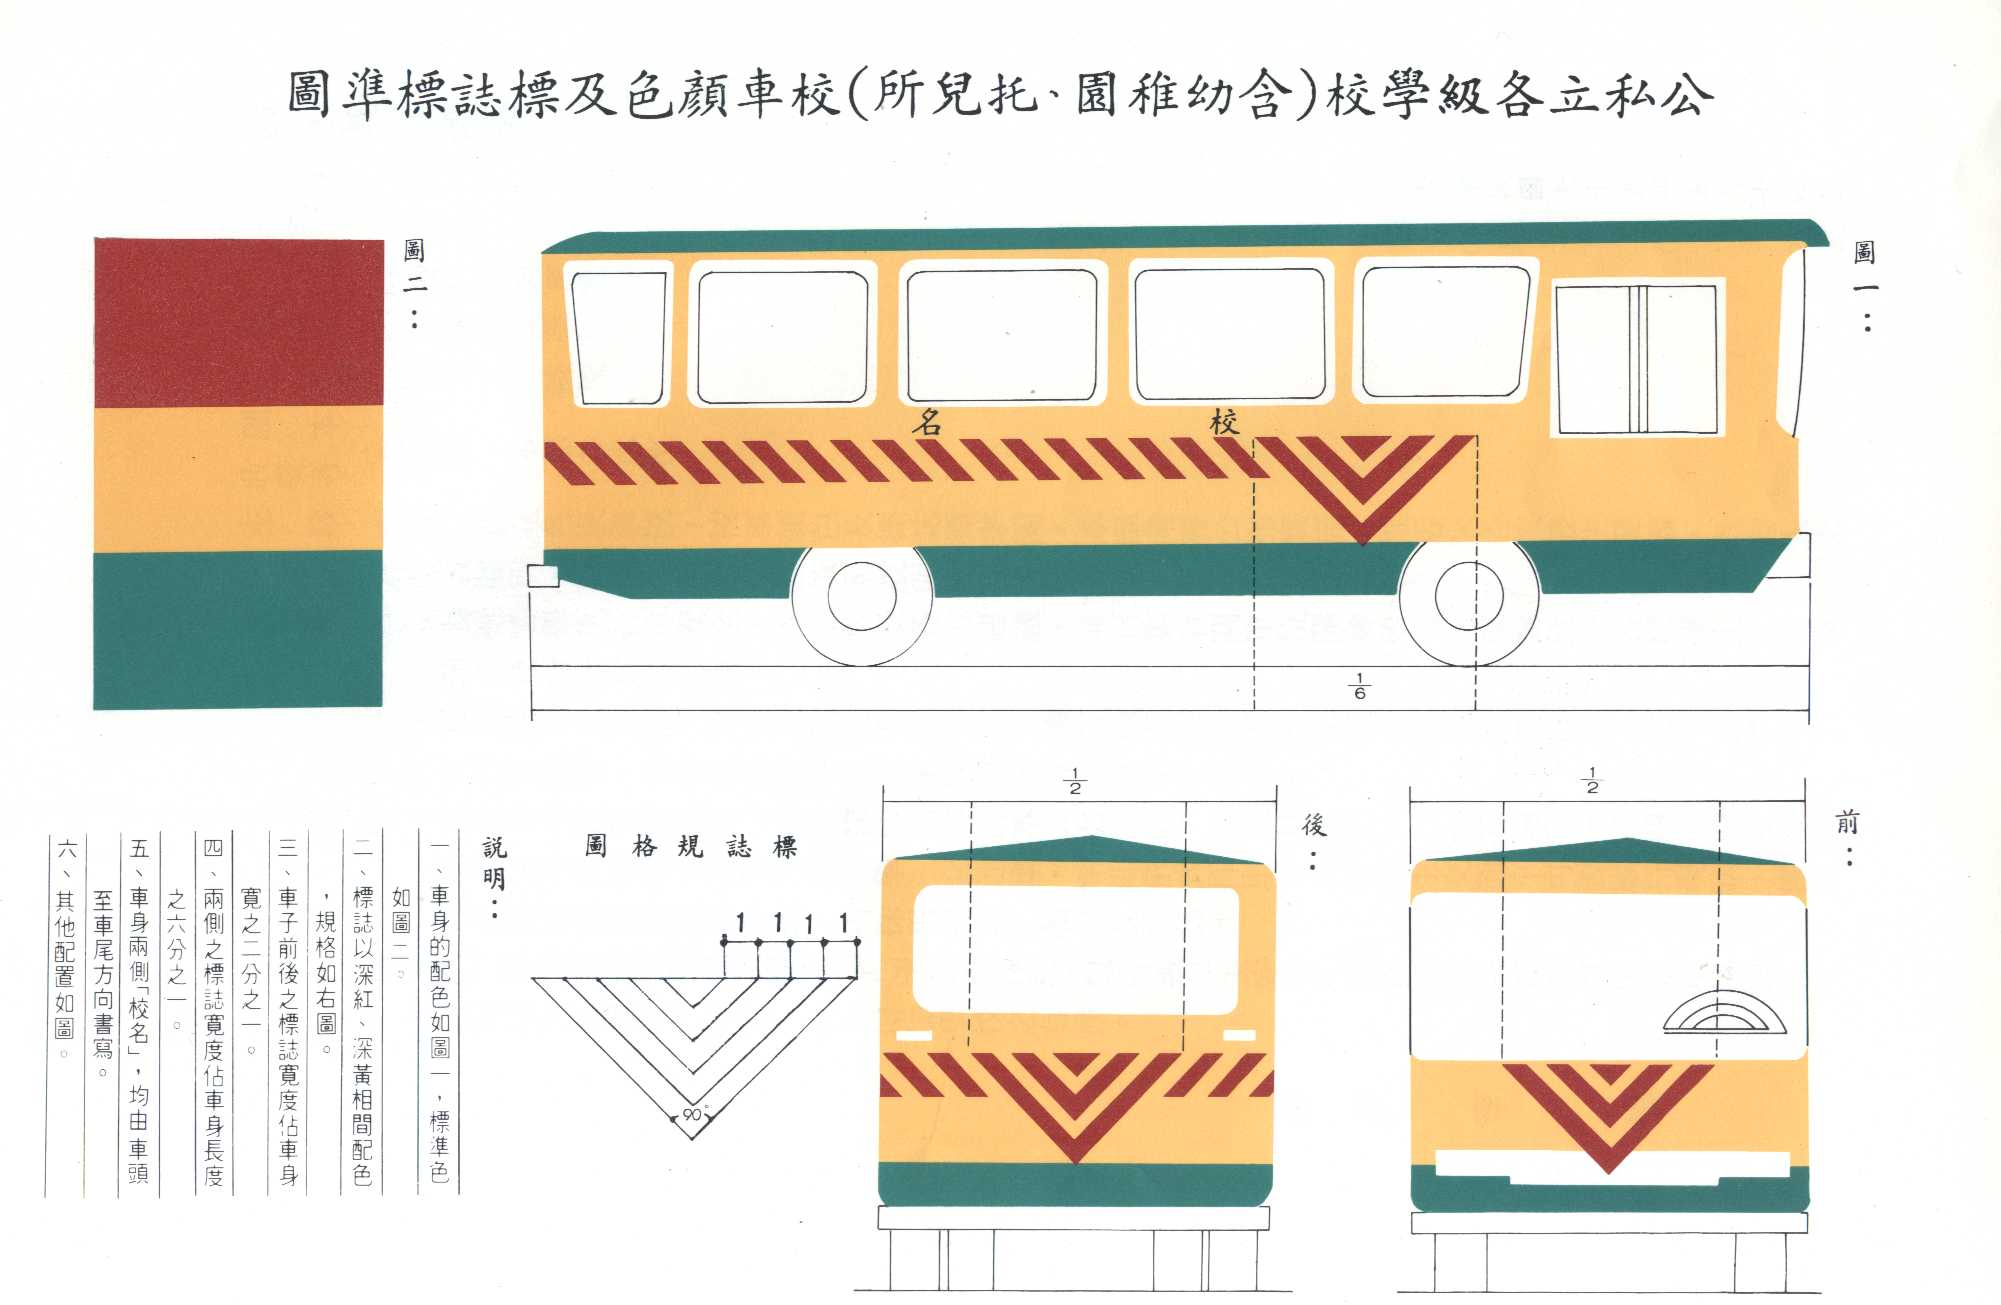 公私立各級學校(含幼稚園、托兒所)校車顏色及標誌標準圖
圖一：
校名
1/6
圖二：
前：
1/2
後：
1/2
標誌規格圖
1 1 1 1
90°
説明：
一、車身的配色如圖一，標準色
如圖二。
二、標誌以深紅、深黃相間配色
，規格如右圖。
三、車子前後之標誌寬度佔車身
寬之二分之一。
四、兩側之標誌寬度佔車身長度
之六分之一。
五、車身兩側「校名」，均由車頭
至車尾方向書寫。
六、其他配置如圖。